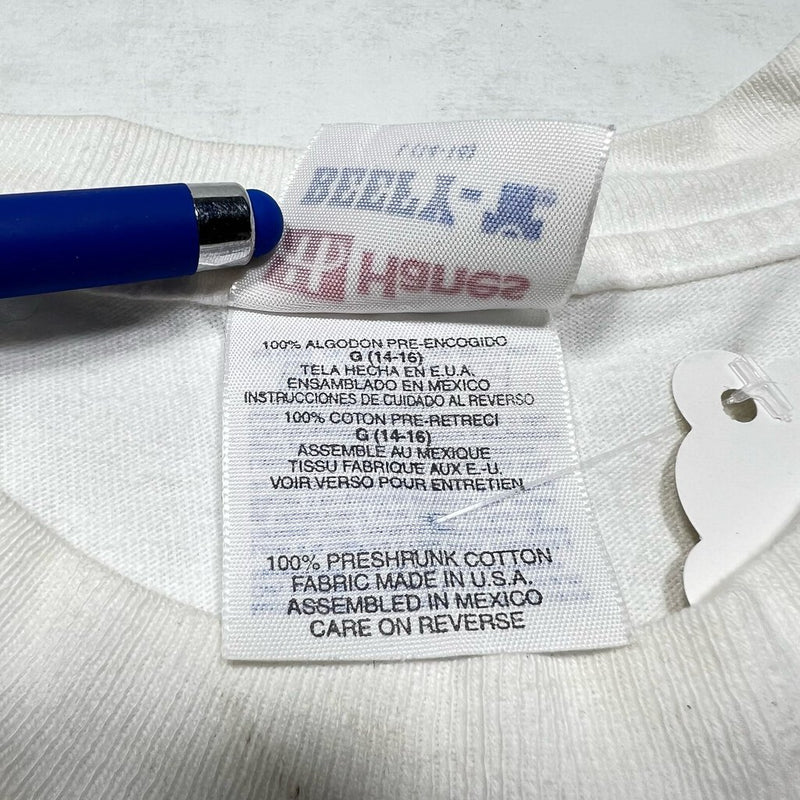 BEEFY-T
Hanes
100% ALGODON PRE-ENCOGIDO
G (14-16)
TELA HECHA EN E.U.A.
ENSAMBLADO EN MEXICO
INSTRUCCIONES DE CUIDADO AL REVERSO
100% COTON PRE-RETRECI
G (14-16)
ASSEMBLE AU MEXIQUE
TISSU FABRIQUE AUX E.-U.
VOIR VERSO POUR ENTRETIEN
100% PRESHRUNK COTTON
FABRIC MADE IN U.S.A.
ASSEMBLED IN MEXICO
CARE ON REVERSE